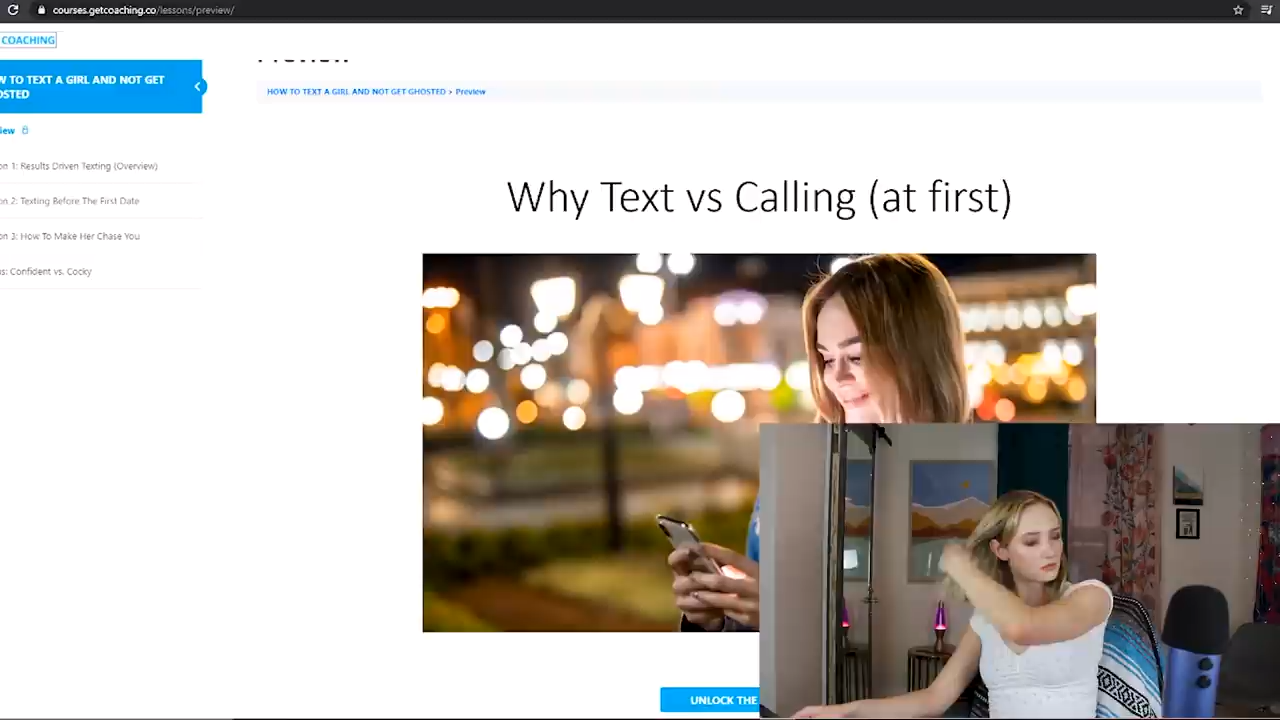 courses.getcoaching.co/lessons/preview/
COACHING
W TO TEXT A GIRL AND NOT GET
OSTED
HOW TO TEXT A GIRL AND NOT GET GHOSTED > Preview
iew
on 1: Results Driven Texting (Overview)
on 2: Texting Before The First Date
on 3: How To Make Her Chase You
us: Confident vs. Cocky
Why Text vs Calling (at first)
UNLOCK THE